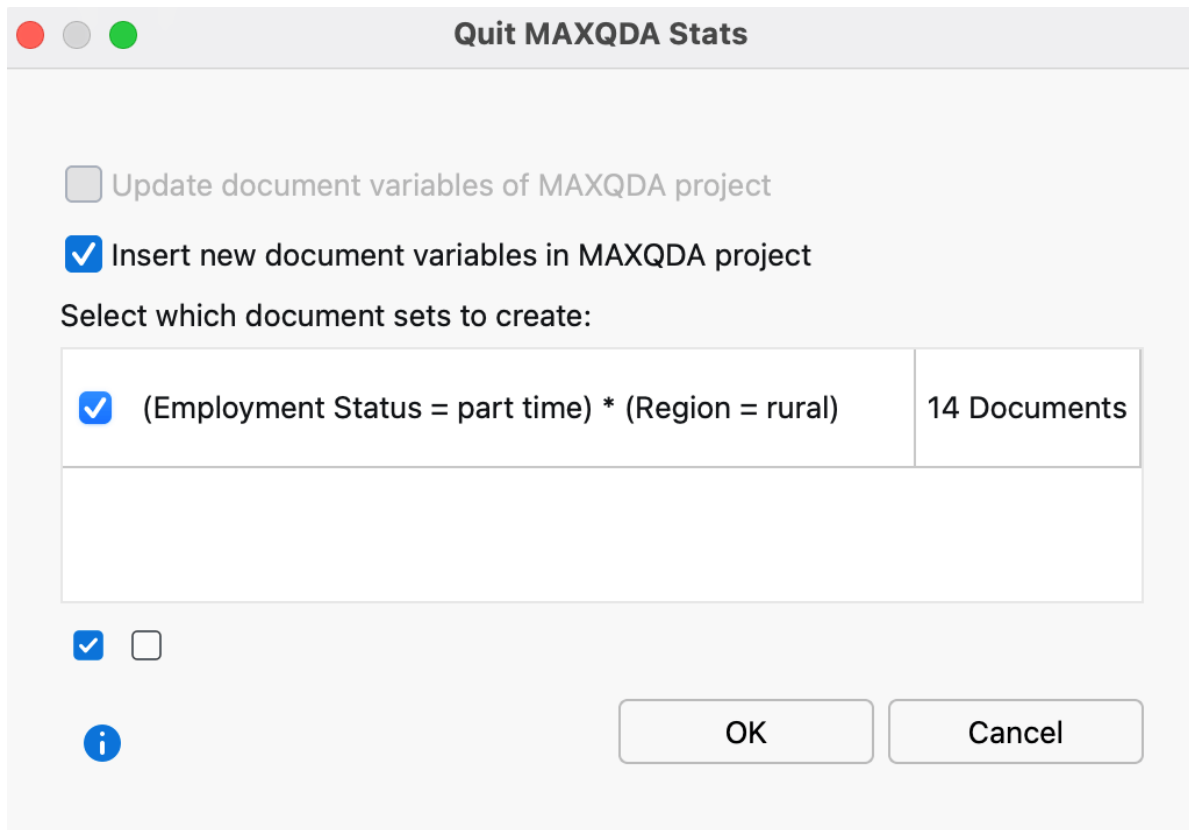 Quit MAXQDA Stats
Update document variables of MAXQDA project
Insert new document variables in MAXQDA project
Select which document sets to create:
(Employment Status = part time) * (Region = rural) 14 Documents
OK Cancel